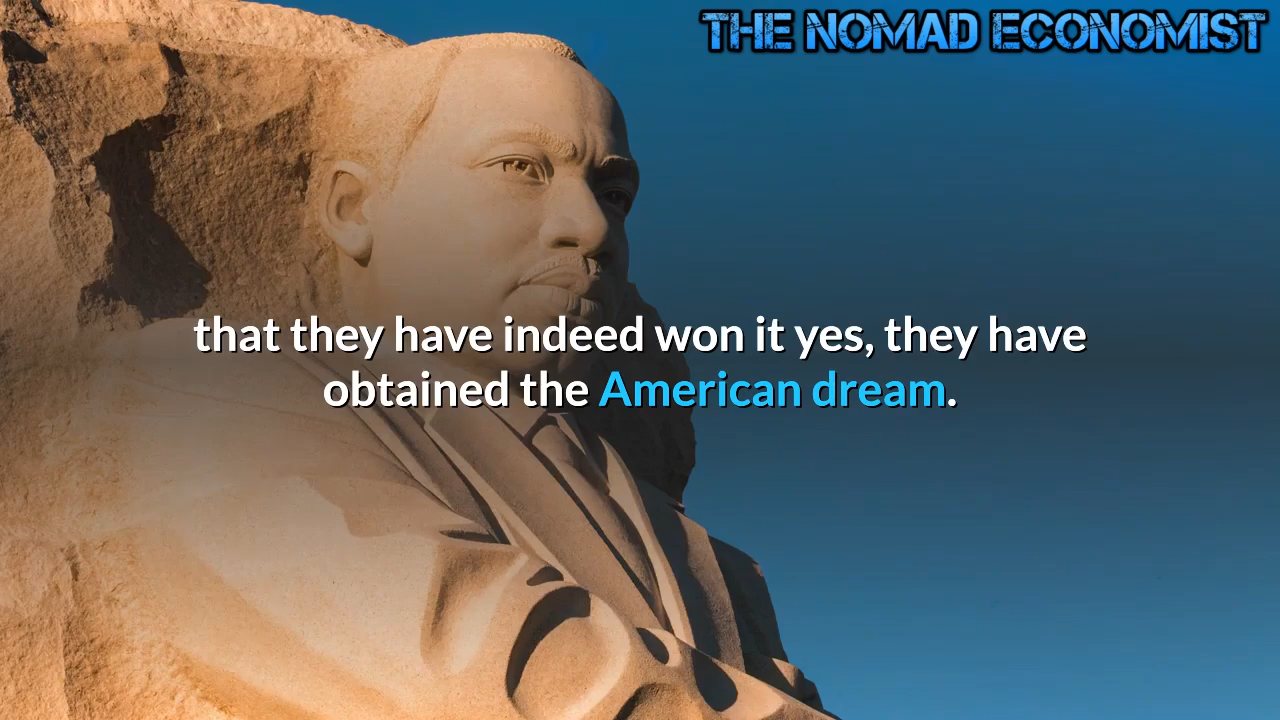 THE NOMAD ECONOMIST
that they have indeed won it yes, they have
obtained the American dream.